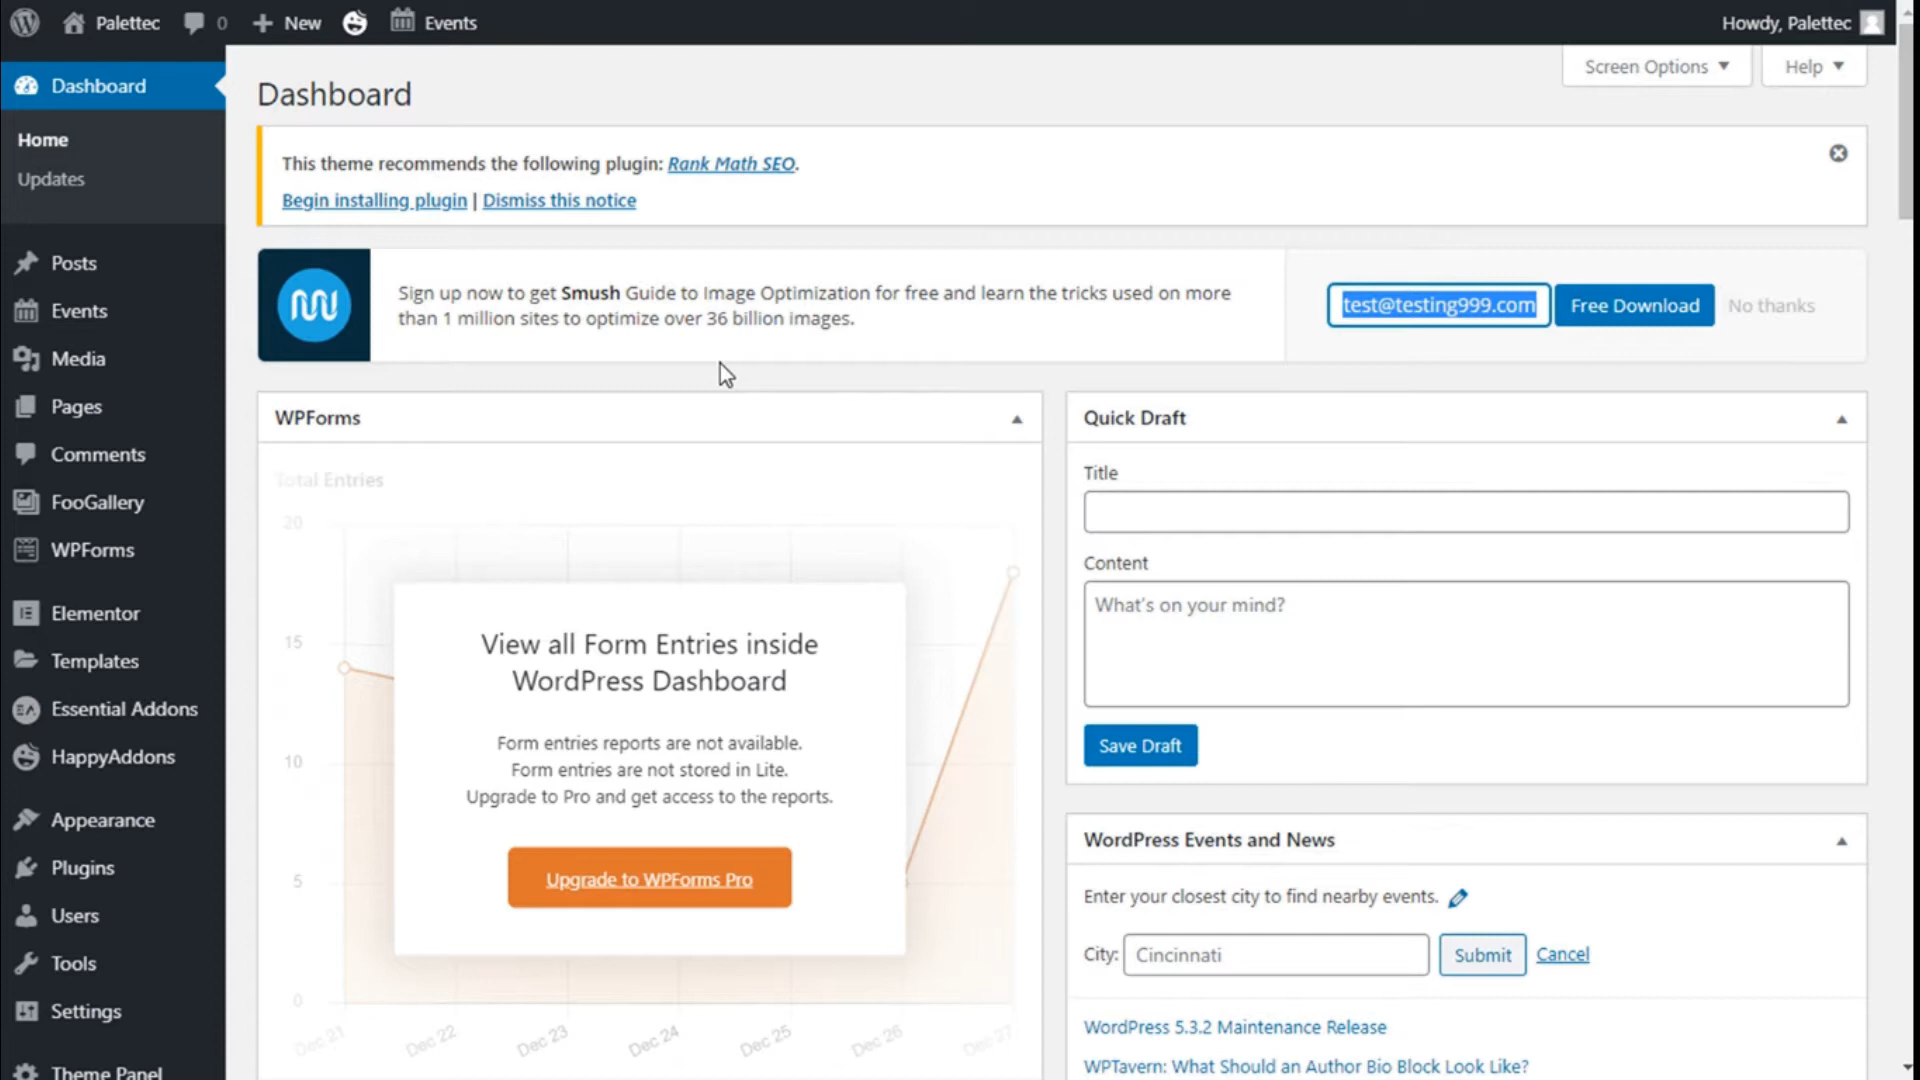 Palettec
0
New
Events
Howdy, Palettec
Dashboard
Home
Updates
Posts
Events
Media
Pages
Comments
FooGallery
WPForms
Elementor
Templates
Essential Addons
HappyAddons
Appearance
Plugins
Users
Tools
Settings
Theme Panel
Screen Options
Help
Dashboard
This theme recommends the following plugin: Rank Math SEO.
Begin installing plugin | Dismiss this notice
Sign up now to get Smush Guide to Image Optimization for free and learn the tricks used on more
than 1 million sites to optimize over 36 billion images.
test@testing999.com
Free Download
No thanks
WPForms
Total Entries
20
15
10
5
0
Dec 21
Dec 22
Dec 23
Dec 24
Dec 25
Dec 26
Dec 27
View all Form Entries inside
WordPress Dashboard
Form entries reports are not available.
Form entries are not stored in Lite.
Upgrade to Pro and get access to the reports.
Upgrade to WPForms Pro
Quick Draft
Title
Content
What's on your mind?
Save Draft
WordPress Events and News
Enter your closest city to find nearby events.
City:
Cincinnati
Submit
Cancel
WordPress 5.3.2 Maintenance Release
WPTavern: What Should an Author Bio Block Look Like?